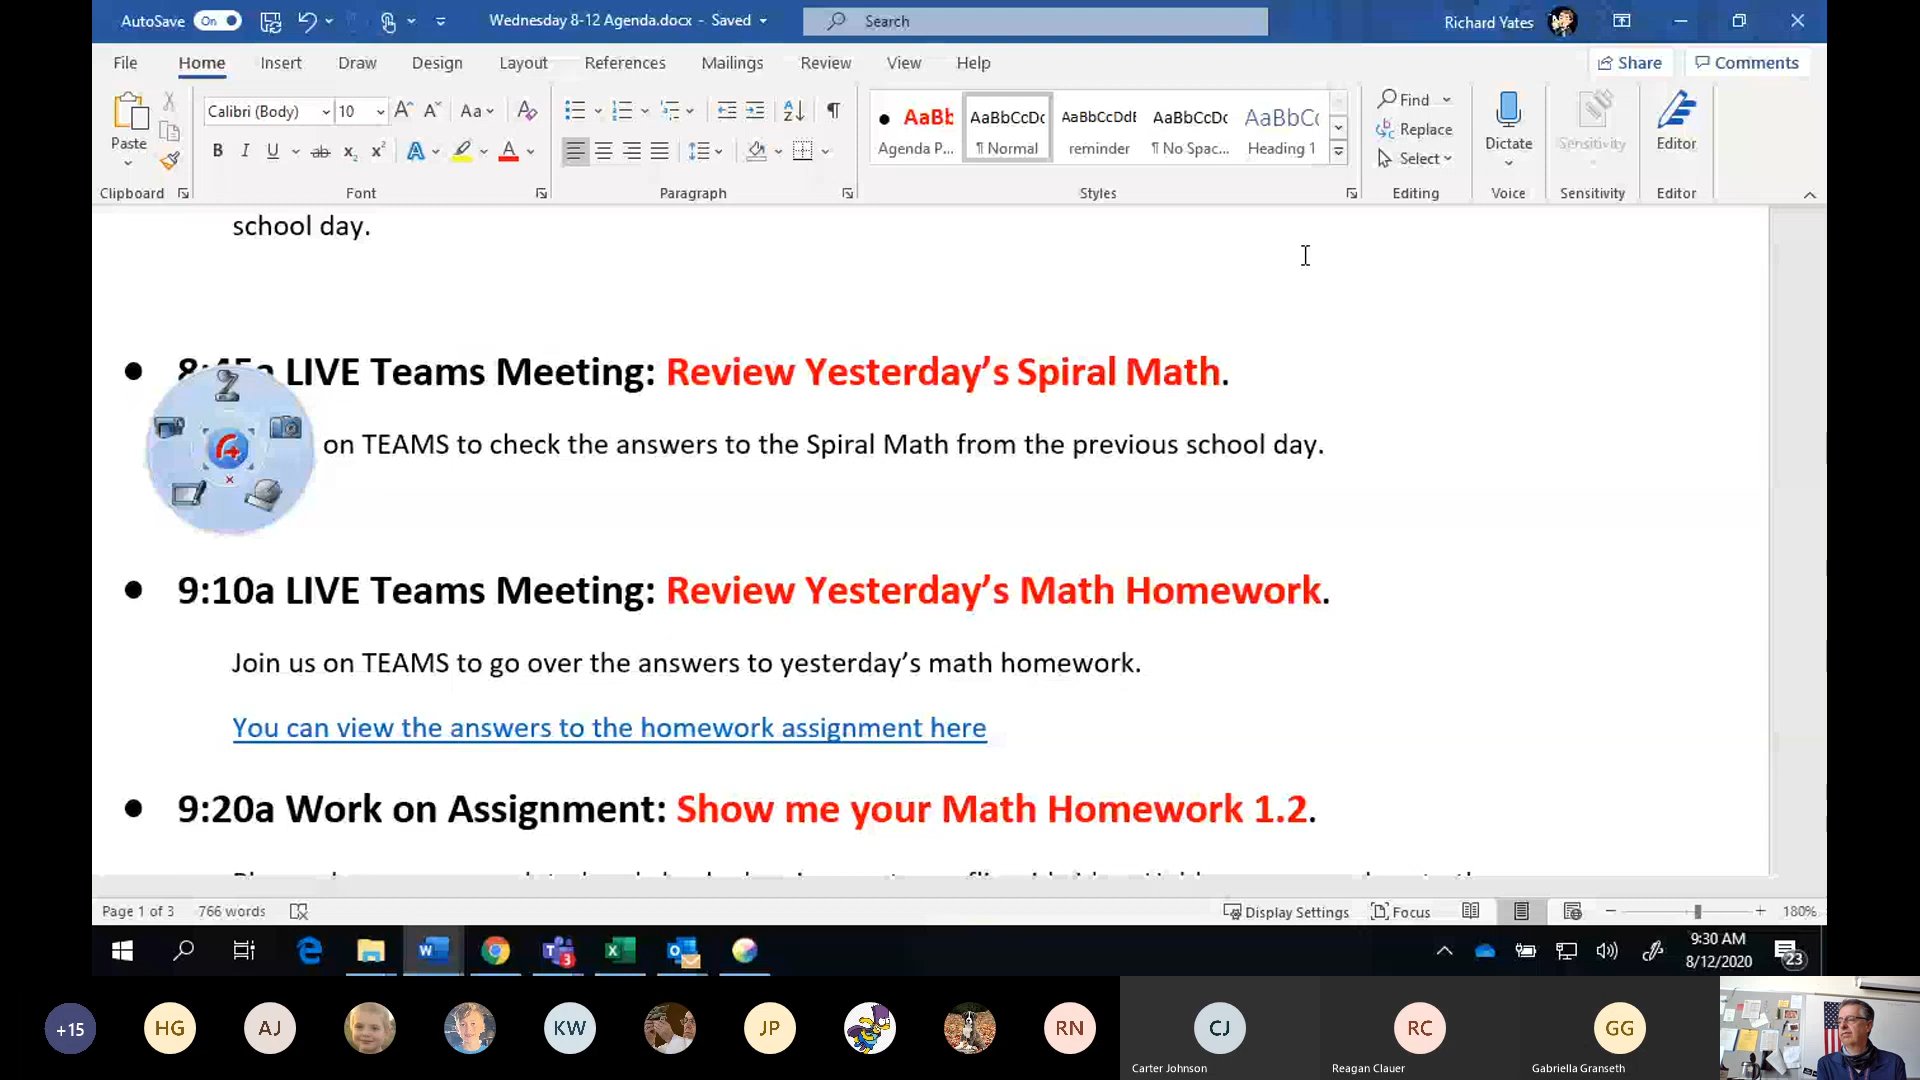 AutoSave On Wednesday 8-12 Agenda.docx - Saved Search Richard Yates
File Home Insert Draw Design Layout References Mailings Review View Help Share Comments
Calibri (Body) 10 Aa
Paste
B I U ab x₂ x² A A
AaBb AaBbCcDc AaBbCcDdE AaBbCcDc AaBbCc
Agenda P... ¶ Normal reminder ¶ No Spac... Heading 1
Find
Replace
Select
Dictate Sensitivity Editor
Clipboard Font Paragraph Styles Editing Voice Sensitivity Editor
school day.
● LIVE Teams Meeting: Review Yesterday's Spiral Math.
on TEAMS to check the answers to the Spiral Math from the previous school day.
● 9:10a LIVE Teams Meeting: Review Yesterday's Math Homework.
Join us on TEAMS to go over the answers to yesterday's math homework.
You can view the answers to the homework assignment here
● 9:20a Work on Assignment: Show me your Math Homework 1.2.
Page 1 of 3 766 words Display Settings Focus 180%
9:30 AM
8/12/2020
23
3
+15 HG AJ KW JP RN CJ RC GG
Carter Johnson Reagan Clauer Gabriella Granseth